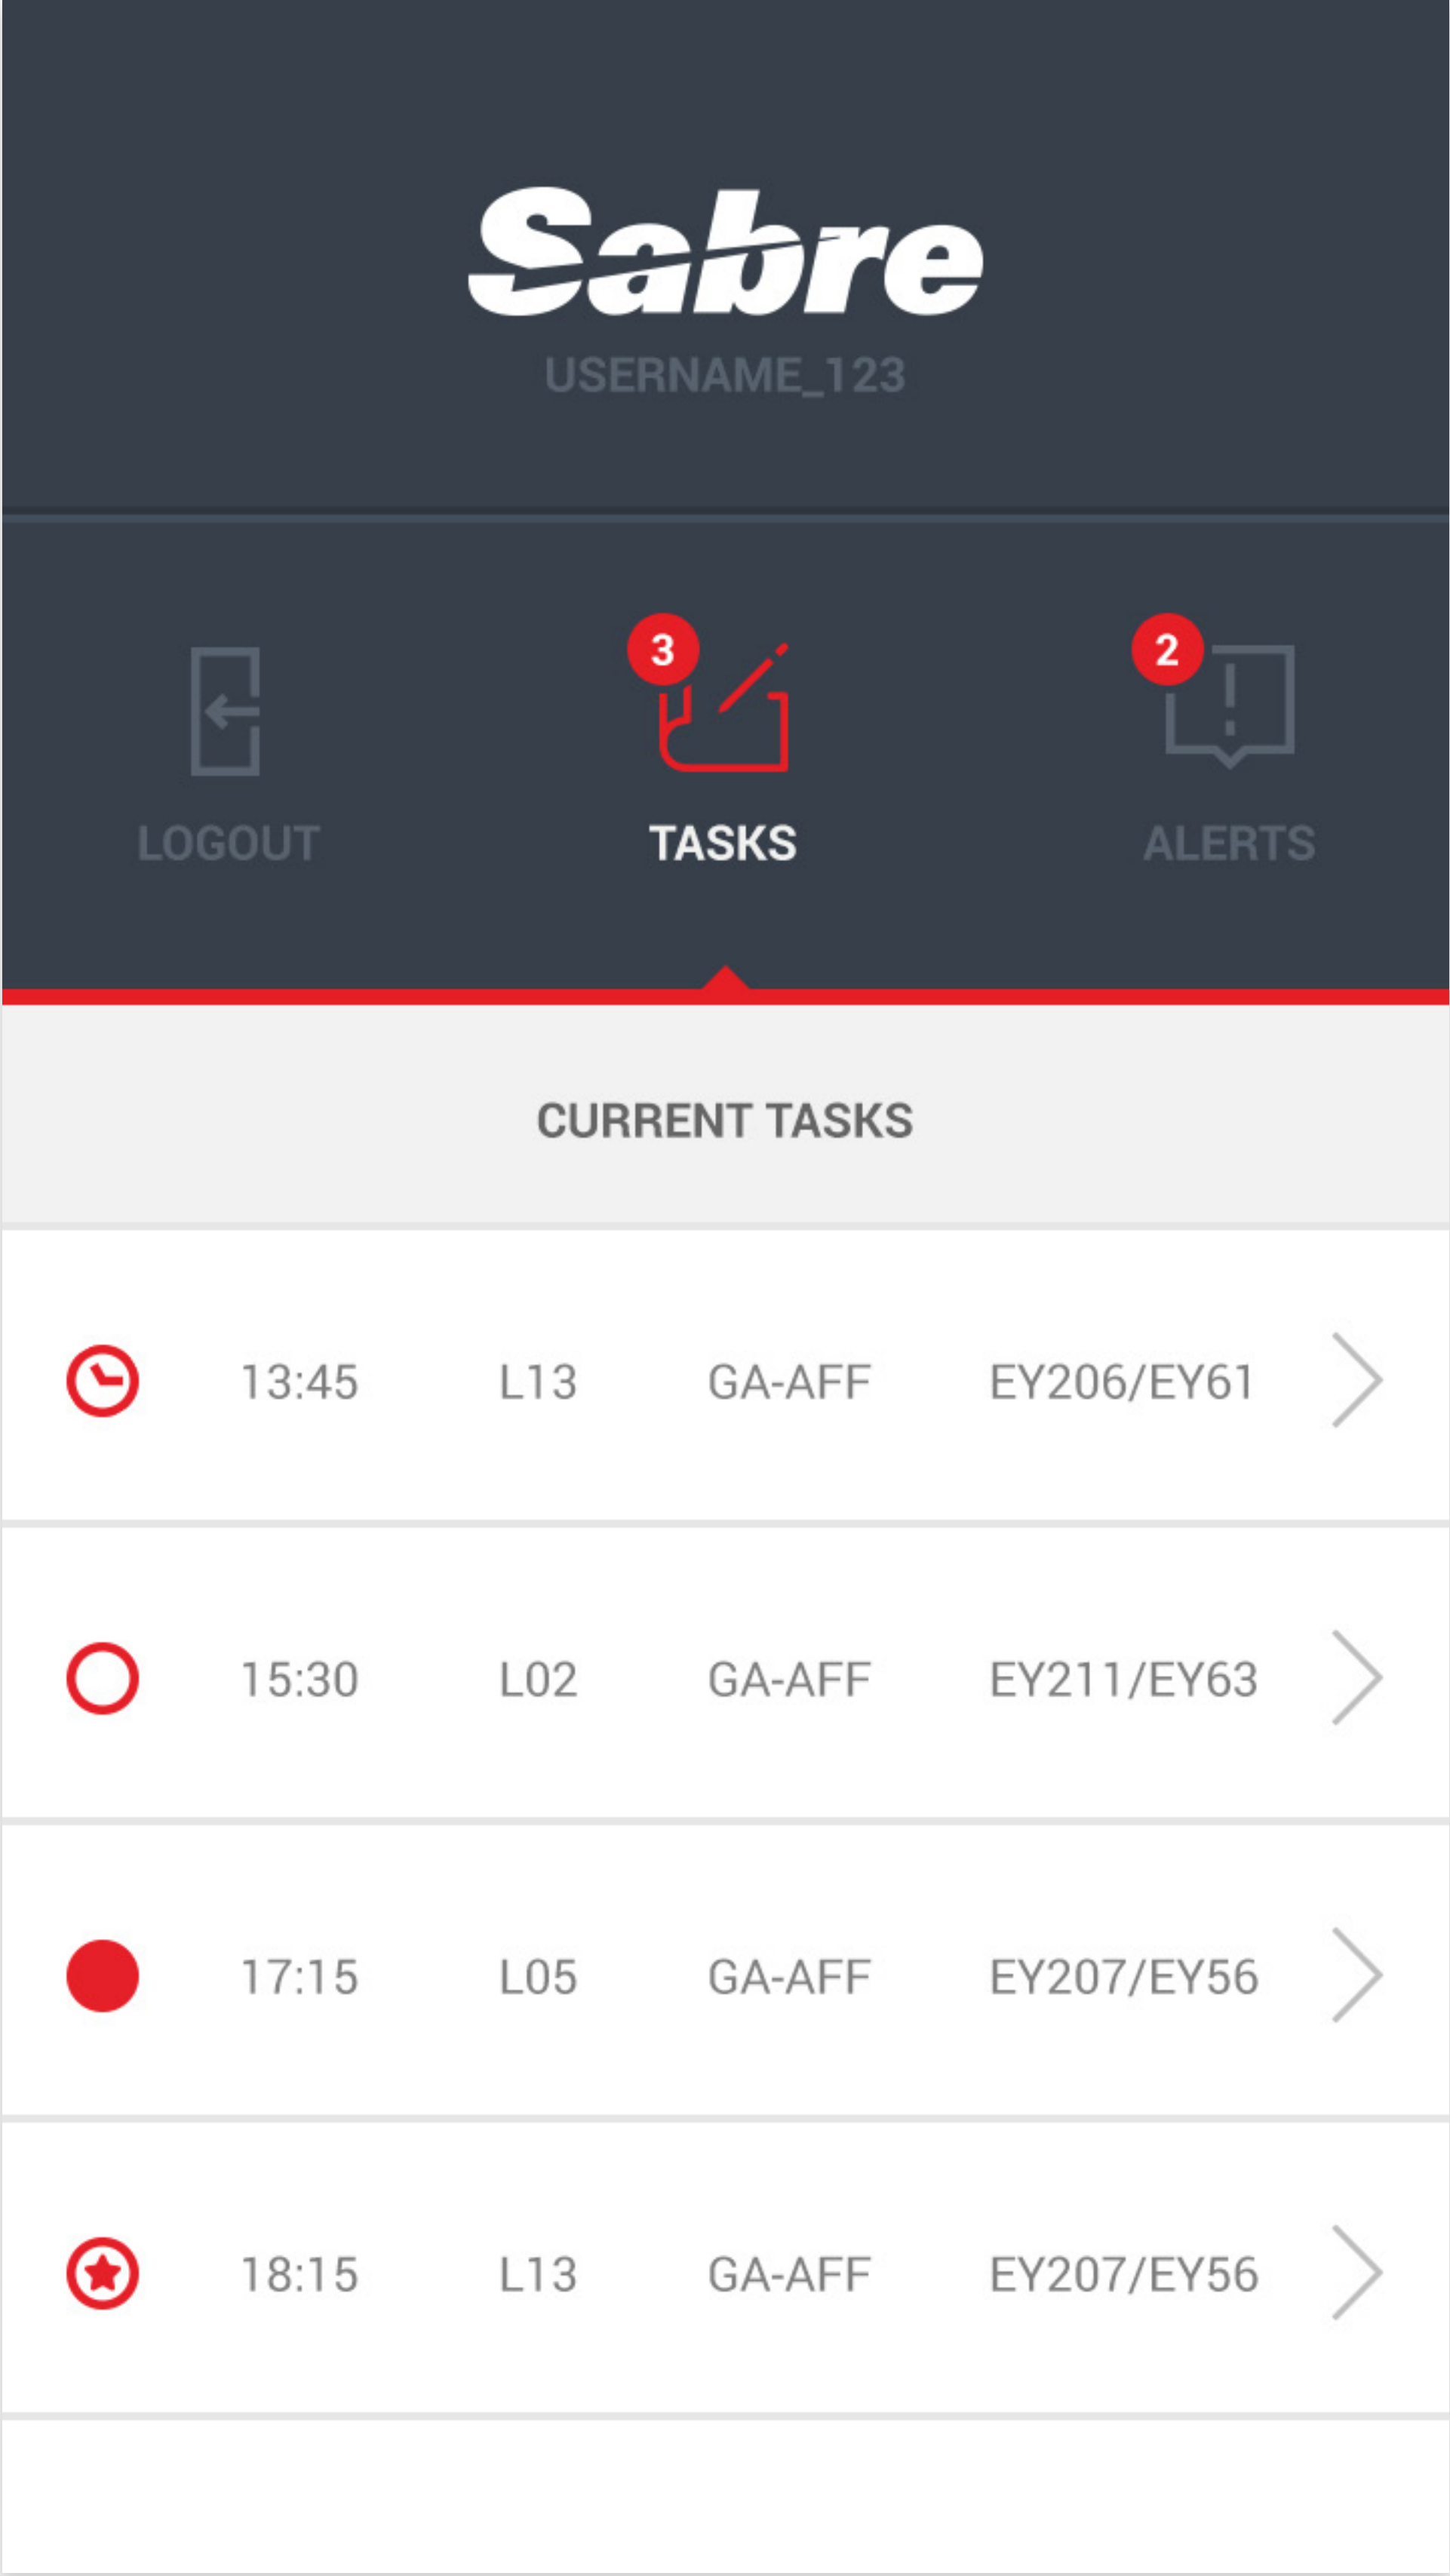 Sabre
USERNAME_123
3
2
LOGOUT TASKS ALERTS
CURRENT TASKS
13:45 L13 GA-AFF EY206/EY61
15:30 L02 GA-AFF EY211/EY63
17:15 L05 GA-AFF EY207/EY56
18:15 L13 GA-AFF EY207/EY56